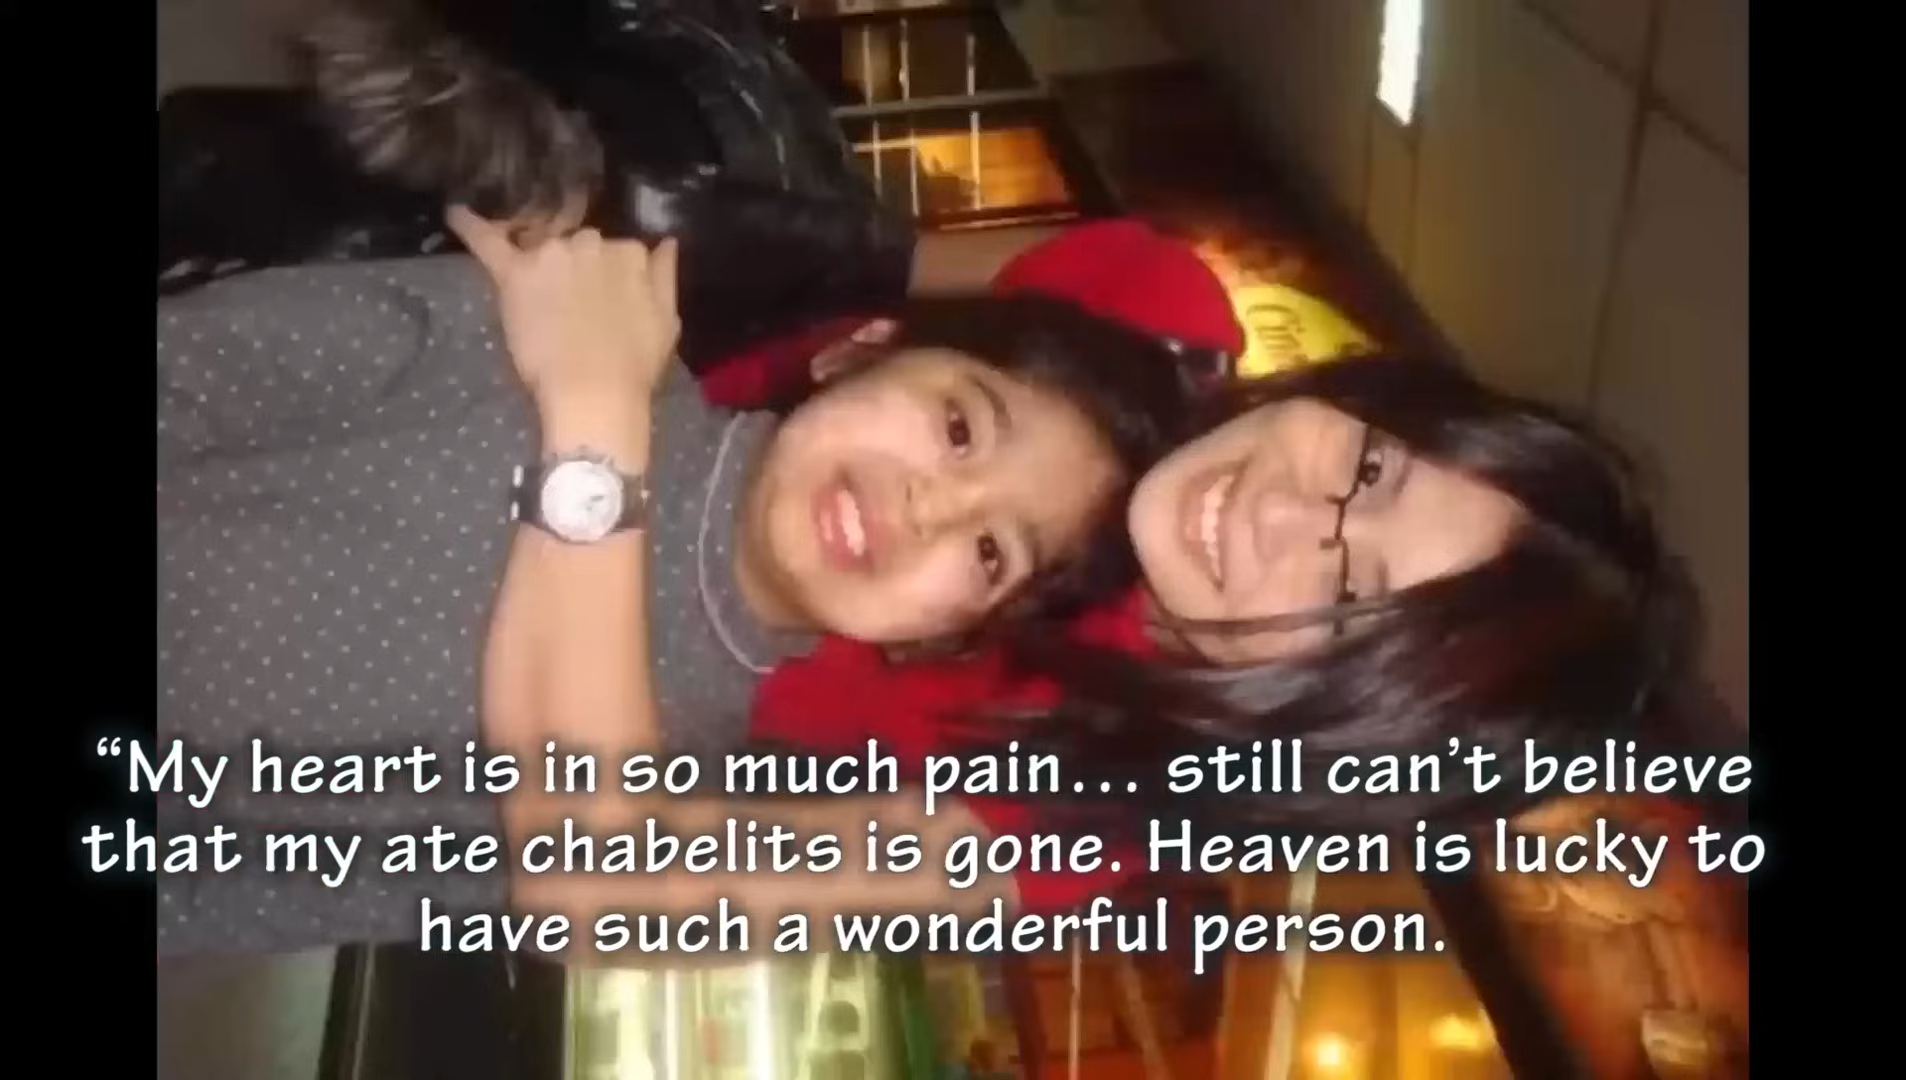 “My heart is in so much pain... still can’t believe
that my ate chabelits is gone. Heaven is lucky to
have such a wonderful person.